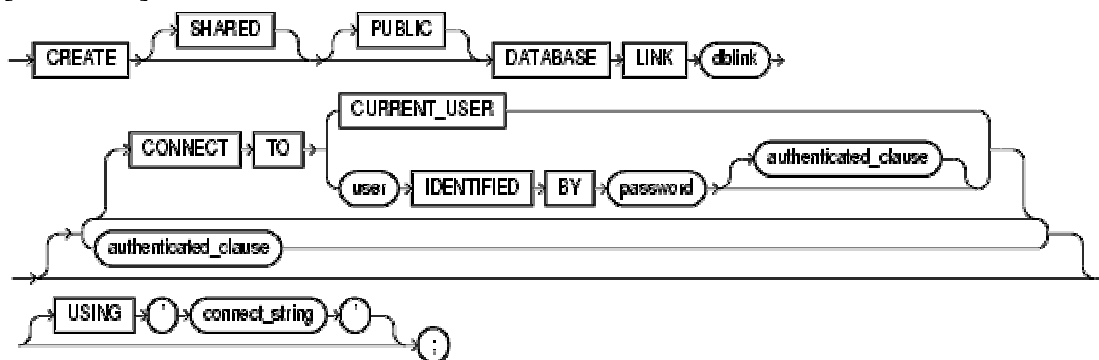 SHARED PUBLIC
CREATE DATABASE LINK dblink
CURRENT_USER
CONNECT TO authenticated_clause
user IDENTIFIED BY password
authenticated_clause
USING ' connect_string ' ;